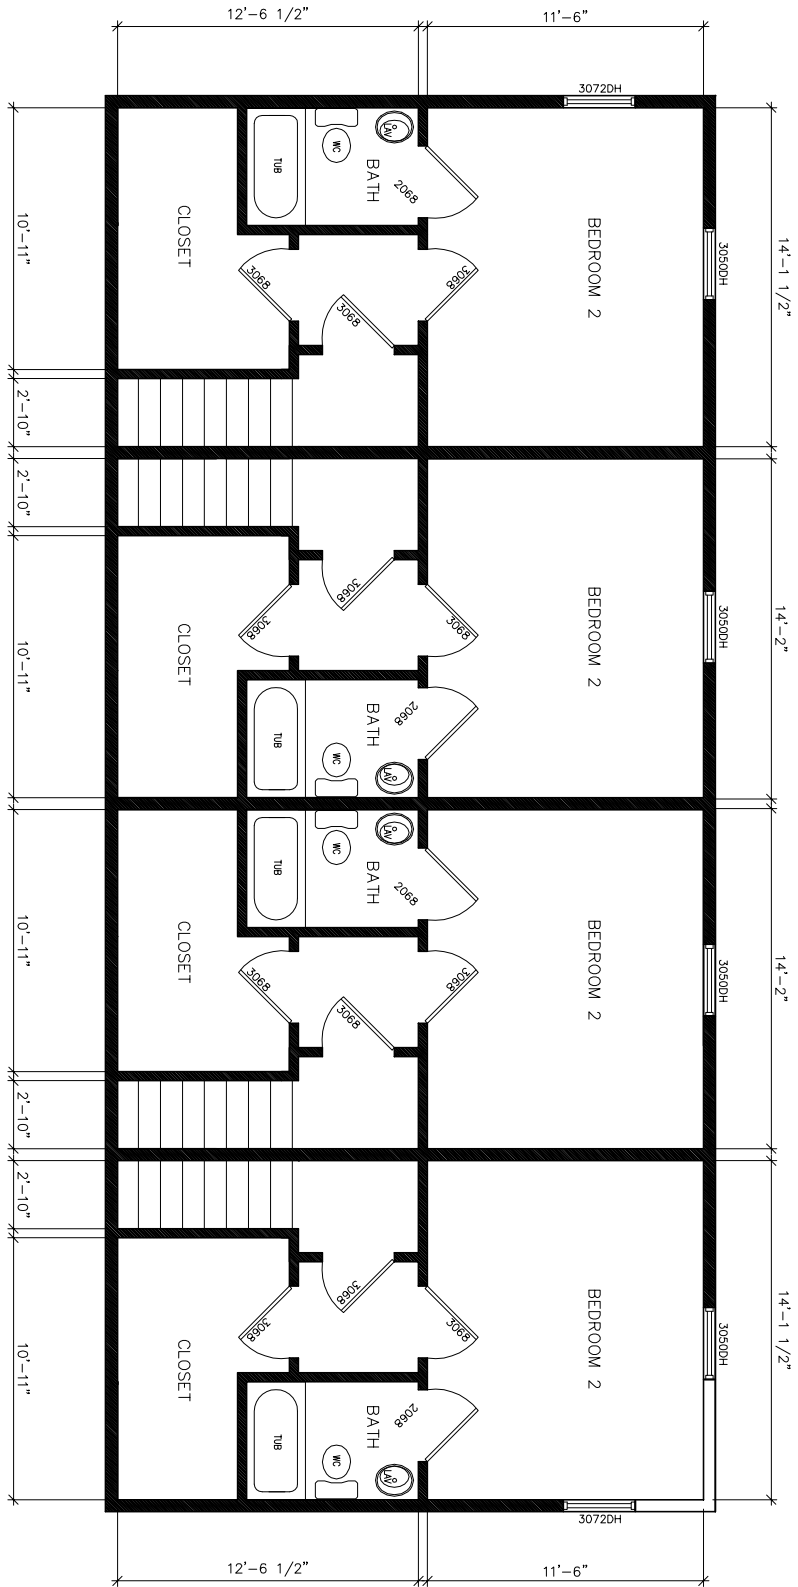 12'-6 1/2"
11'-6"
3072DH
10'-11"
CLOSET
TUB
WC
LAV
BATH
2068
BEDROOM 2
3050DH
14'-1 1/2"
3068
3068
3068
2'-10"
2'-10"
3068
3068
3068
10'-11"
CLOSET
BEDROOM 2
3050DH
14'-2"
TUB
WC
LAV
BATH
2068
10'-11"
CLOSET
TUB
WC
LAV
BATH
2068
BEDROOM 2
3050DH
14'-2"
3068
3068
3068
2'-10"
2'-10"
3068
3068
3068
10'-11"
CLOSET
BEDROOM 2
3050DH
14'-1 1/2"
TUB
WC
LAV
BATH
2068
3072DH
12'-6 1/2"
11'-6"